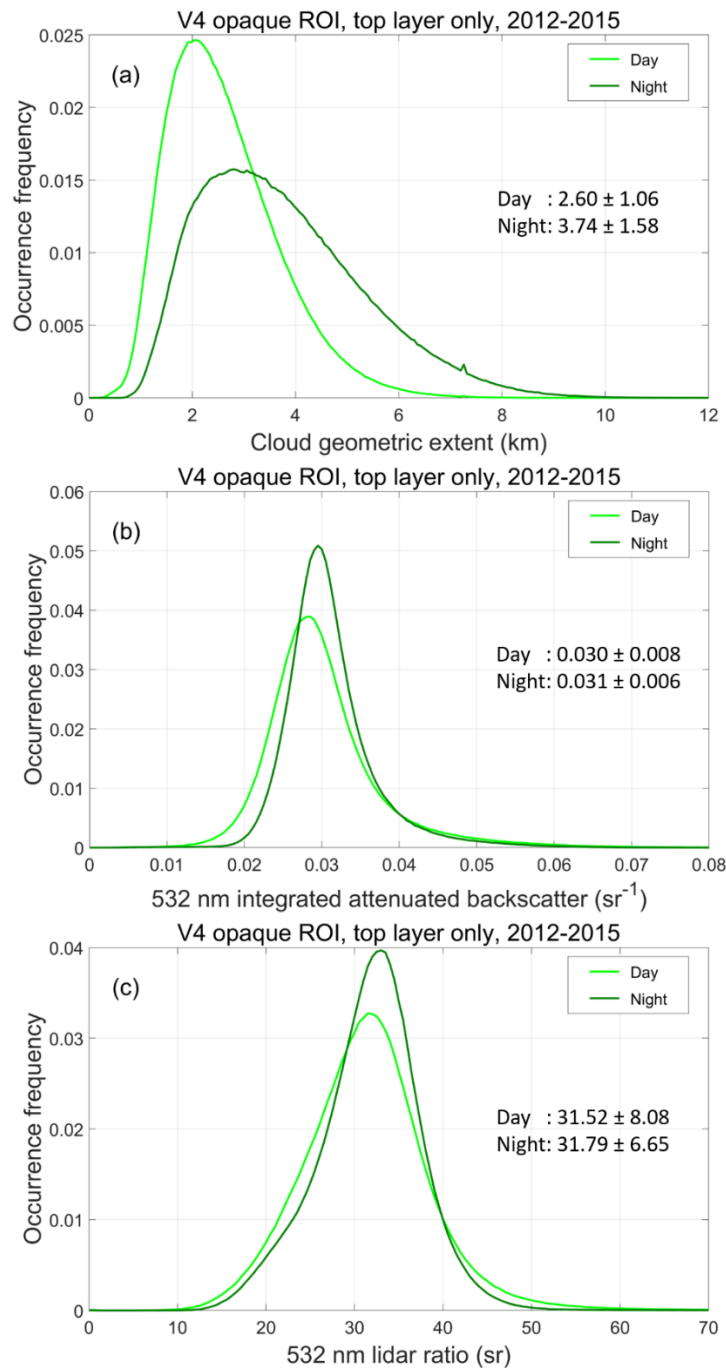 V4 opaque ROI, top layer only, 2012-2015
(a)
Day
Night
Day : 2.60 ± 1.06
Night: 3.74 ± 1.58
Occurrence frequency
0.025
0.02
0.015
0.01
0.005
0
0 2 4 6 8 10 12
Cloud geometric extent (km)
V4 opaque ROI, top layer only, 2012-2015
(b)
Day
Night
Day : 0.030 ± 0.008
Night: 0.031 ± 0.006
Occurrence frequency
0.06
0.05
0.04
0.03
0.02
0.01
0
0 0.01 0.02 0.03 0.04 0.05 0.06 0.07 0.08
532 nm integrated attenuated backscatter (sr⁻¹)
V4 opaque ROI, top layer only, 2012-2015
(c)
Day
Night
Day : 31.52 ± 8.08
Night: 31.79 ± 6.65
Occurrence frequency
0.04
0.03
0.02
0.01
0
0 10 20 30 40 50 60 70
532 nm lidar ratio (sr)